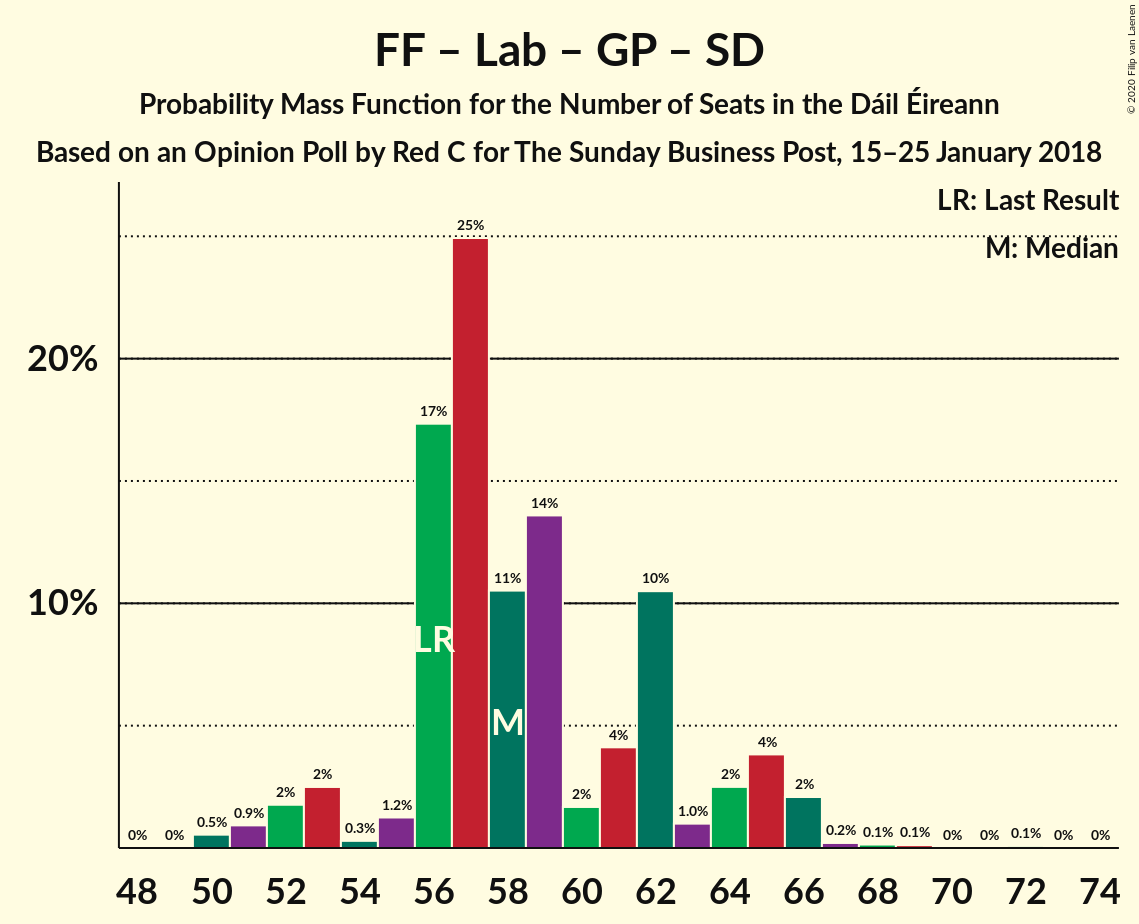 FF – Lab – GP – SD
Probability Mass Function for the Number of Seats in the Dáil Éireann
Based on an Opinion Poll by Red C for The Sunday Business Post, 15–25 January 2018
© 2020 Filip van Laenen
LR: Last Result
M: Median
20%
10%
0% 0% 0.5% 0.9% 2% 2% 0.3% 1.2% 17% 25% 11% 14% 2% 4% 10% 1.0% 2% 4% 2% 0.2% 0.1% 0.1% 0% 0% 0.1% 0% 0%
LR
M
48 50 52 54 56 58 60 62 64 66 68 70 72 74